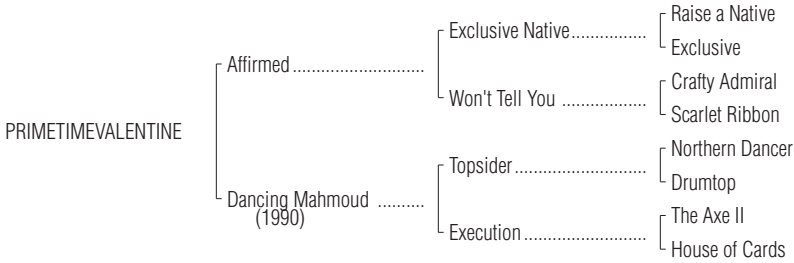 Raise a Native
Exclusive Native................
Exclusive
Affirmed............................
Crafty Admiral
Won't Tell You ..................
Scarlet Ribbon
PRIMETIMEVALENTINE
Northern Dancer
Topsider............................
Drumtop
Dancing Mahmoud ..........
(1990)
The Axe II
Execution..........................
House of Cards